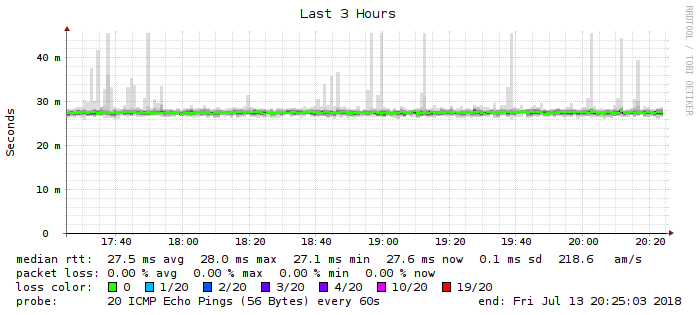 Last 3 Hours
RRDTOOL / TOBI OETIKER
Seconds
40 m
30 m
20 m
10 m
0
17:40 18:00 18:20 18:40 19:00 19:20 19:40 20:00 20:20
median rtt: 27.5 ms avg 28.0 ms max 27.1 ms min 27.6 ms now 0.1 ms sd 218.6 am/s
packet loss: 0.00 % avg 0.00 % max 0.00 % min 0.00 % now
loss color: 0 1/20 2/20 3/20 4/20 10/20 19/20
probe: 20 ICMP Echo Pings (56 Bytes) every 60s end: Fri Jul 13 20:25:03 2018